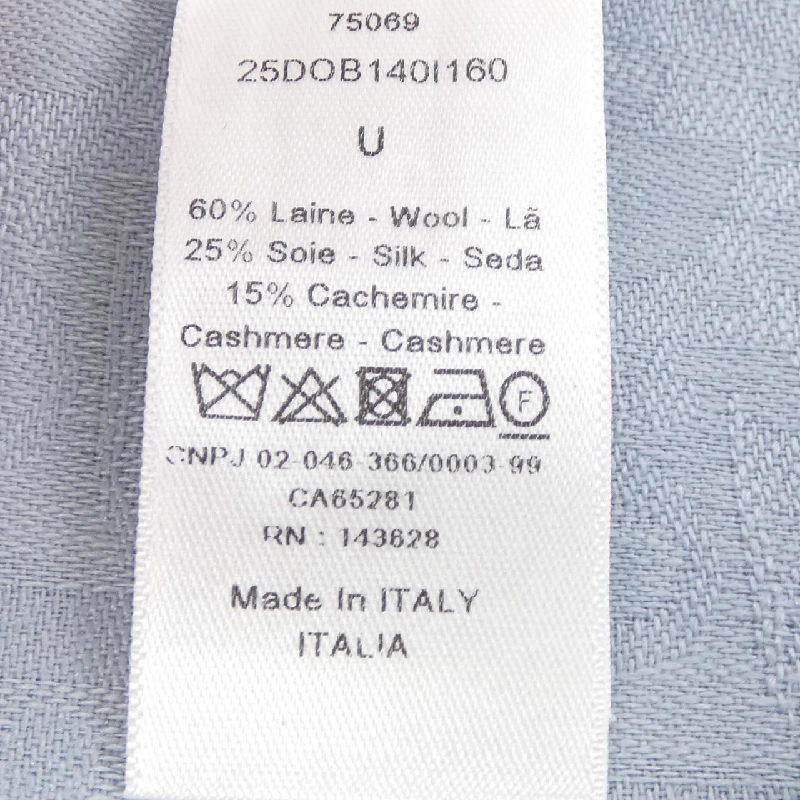 75069
25DOB140I160
U
60% Laine - Wool - Lã
25% Soie - Silk - Seda
15% Cachemire -
Cashmere - Cashmere
F
CNPJ 02-046-366/0003-99
CA65281
RN : 143628
Made In ITALY
ITALIA